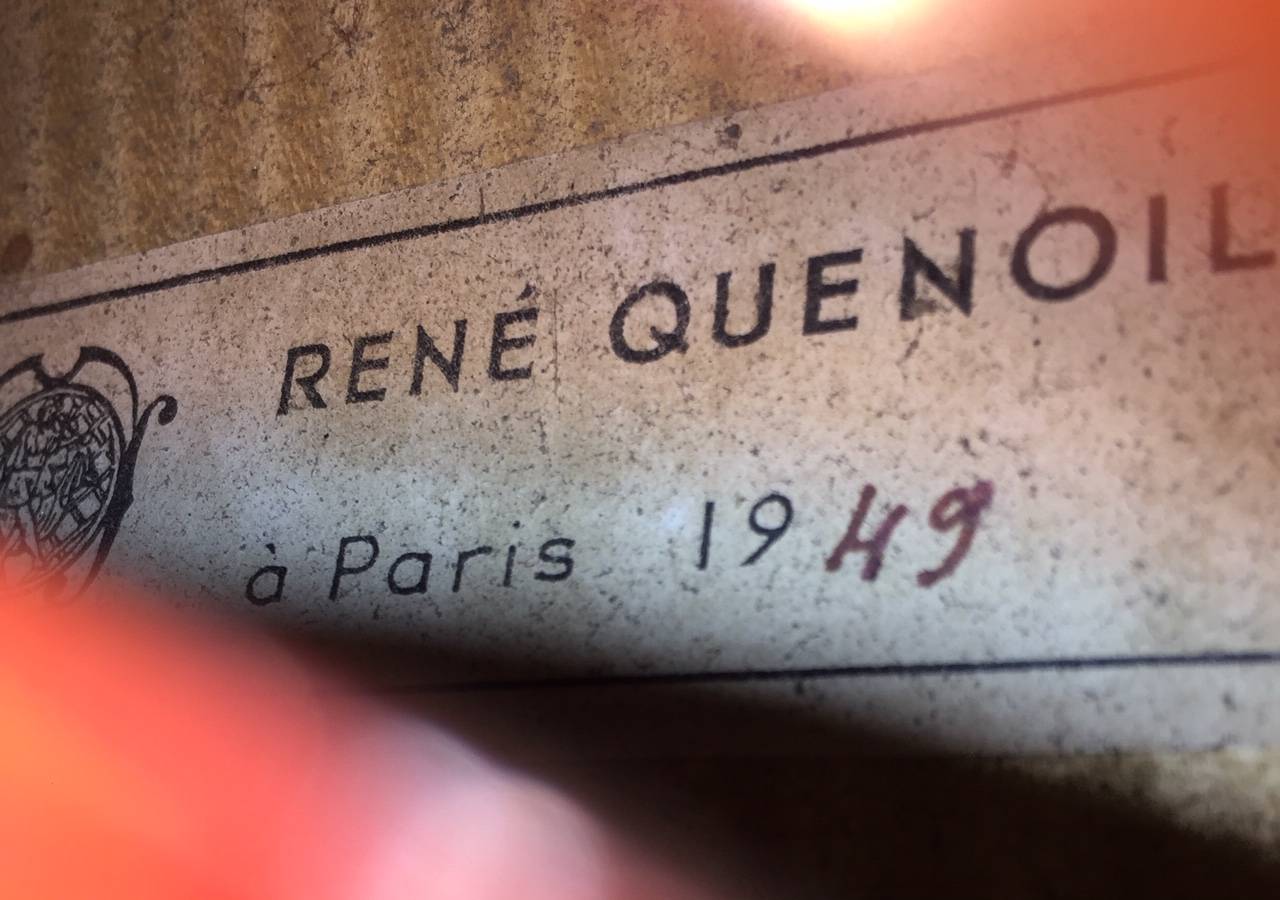 RENÉ QUENOIL
à Paris 1949